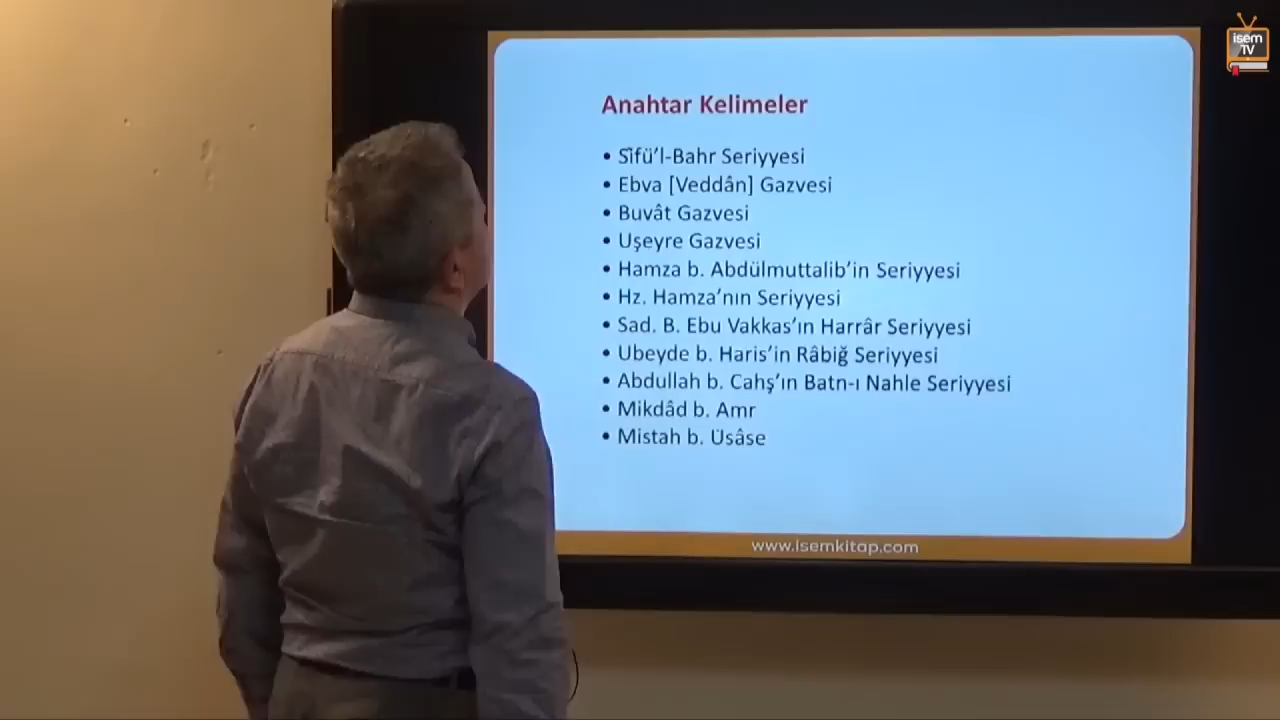 isem
TV
Anahtar Kelimeler
• Sîfü'l-Bahr Seriyyesi
• Ebva [Veddân] Gazvesi
• Buvât Gazvesi
• Uşeyre Gazvesi
• Hamza b. Abdülmuttalib'in Seriyyesi
• Hz. Hamza'nın Seriyyesi
• Sad. B. Ebu Vakkas'ın Harrâr Seriyyesi
• Ubeyde b. Haris'in Râbiğ Seriyyesi
• Abdullah b. Cahş'ın Batn-ı Nahle Seriyyesi
• Mikdâd b. Amr
• Mistah b. Üsâse
www.isemkitap.com